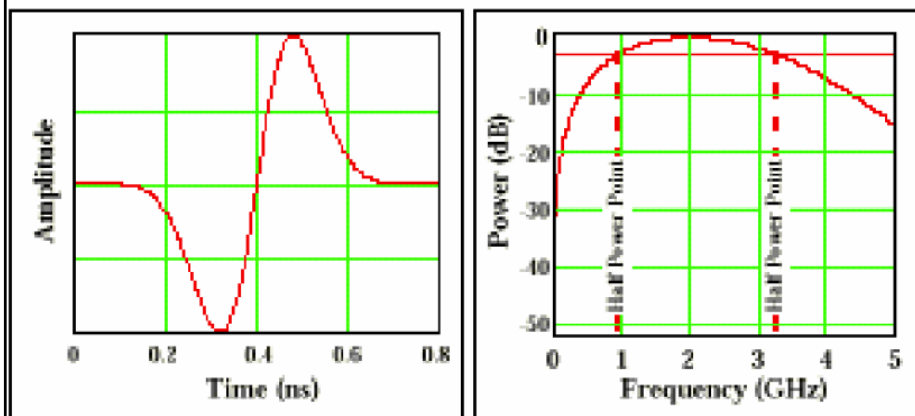 Amplitude
0 0.2 0.4 0.6 0.8
Time (ns)
Power (dB)
0
-10
-20
-30
-40
-50
Half Power Point
Half Power Point
0 1 2 3 4 5
Frequency (GHz)